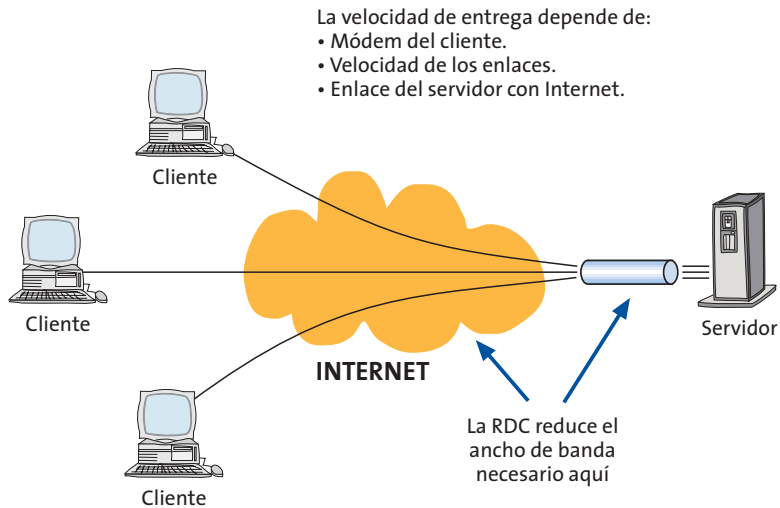 La velocidad de entrega depende de:
• Módem del cliente.
• Velocidad de los enlaces.
• Enlace del servidor con Internet.
Cliente
Cliente
Servidor
INTERNET
La RDC reduce el
ancho de banda
necesario aquí
Cliente